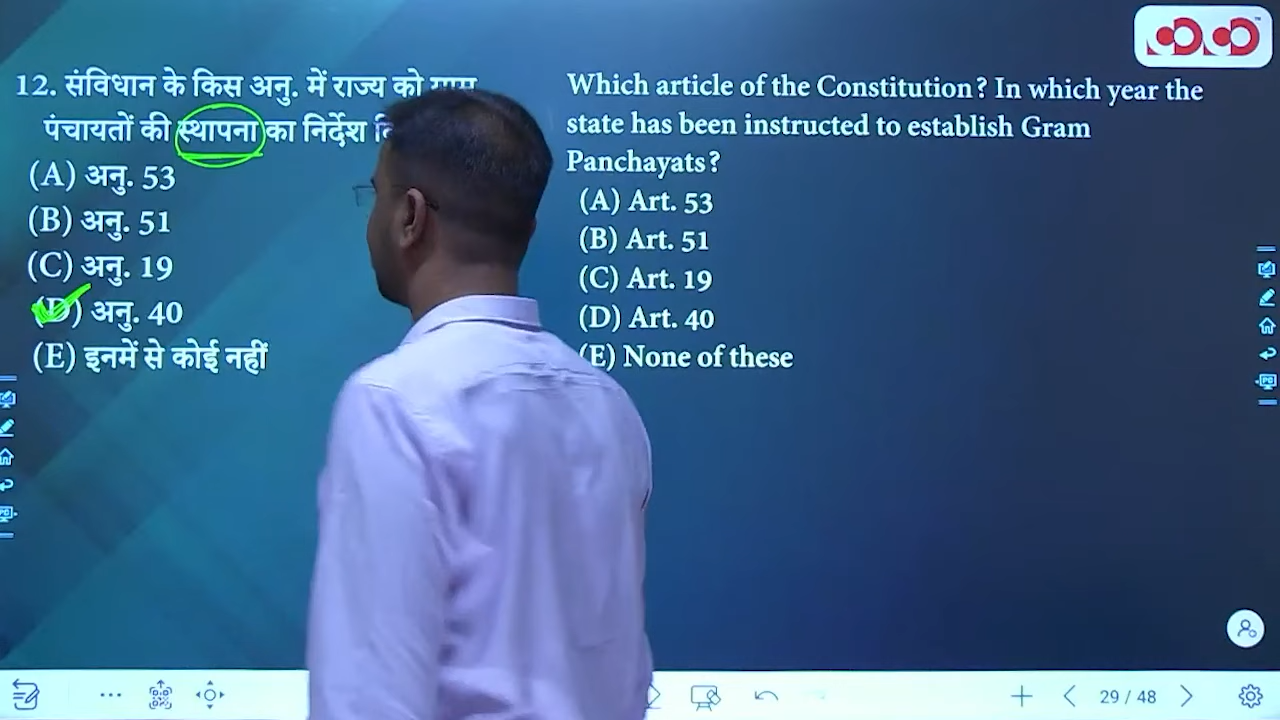 12. संविधान के किस अनु. में राज्य को ग्राम
पंचायतों की स्थापना का निर्देश
(A) अनु. 53
(B) अनु. 51
(C) अनु. 19
(D) अनु. 40
(E) इनमें से कोई नहीं
Which article of the Constitution? In which year the
state has been instructed to establish Gram
Panchayats?
(A) Art. 53
(B) Art. 51
(C) Art. 19
(D) Art. 40
(E) None of these
29 / 48